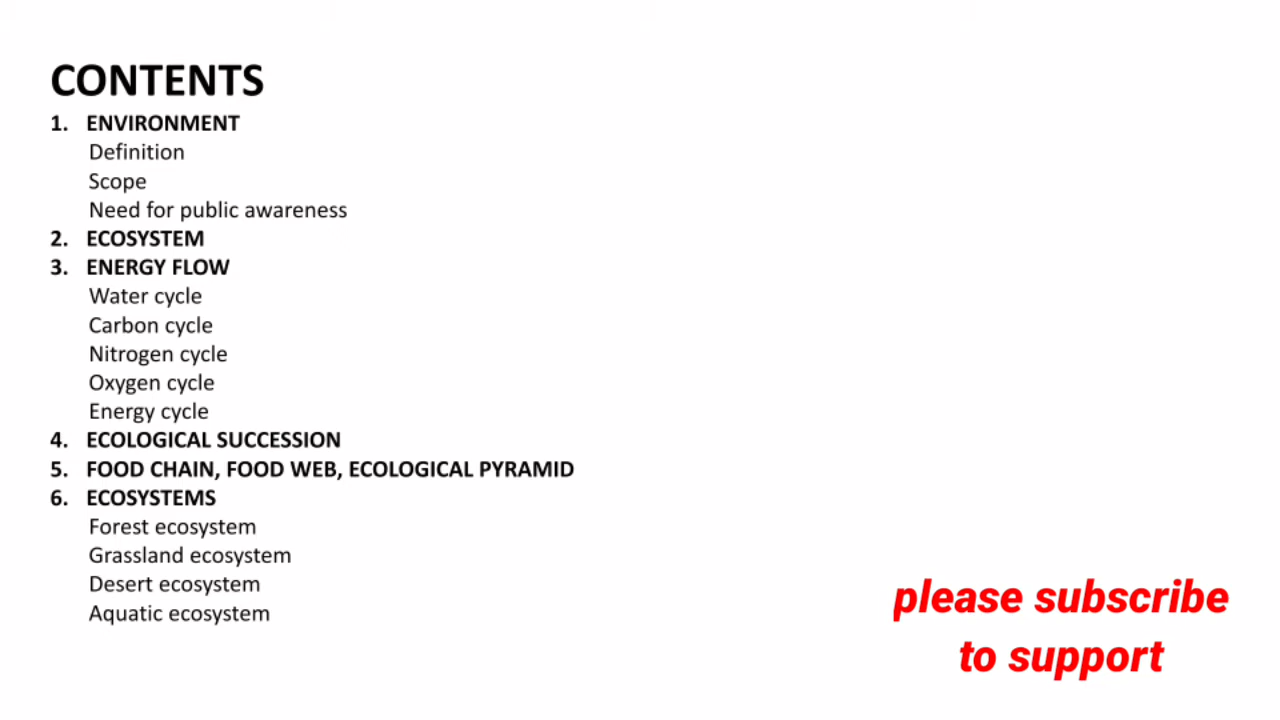 CONTENTS
1. ENVIRONMENT
Definition
Scope
Need for public awareness
2. ECOSYSTEM
3. ENERGY FLOW
Water cycle
Carbon cycle
Nitrogen cycle
Oxygen cycle
Energy cycle
4. ECOLOGICAL SUCCESSION
5. FOOD CHAIN, FOOD WEB, ECOLOGICAL PYRAMID
6. ECOSYSTEMS
Forest ecosystem
Grassland ecosystem
Desert ecosystem
Aquatic ecosystem
please subscribe
to support